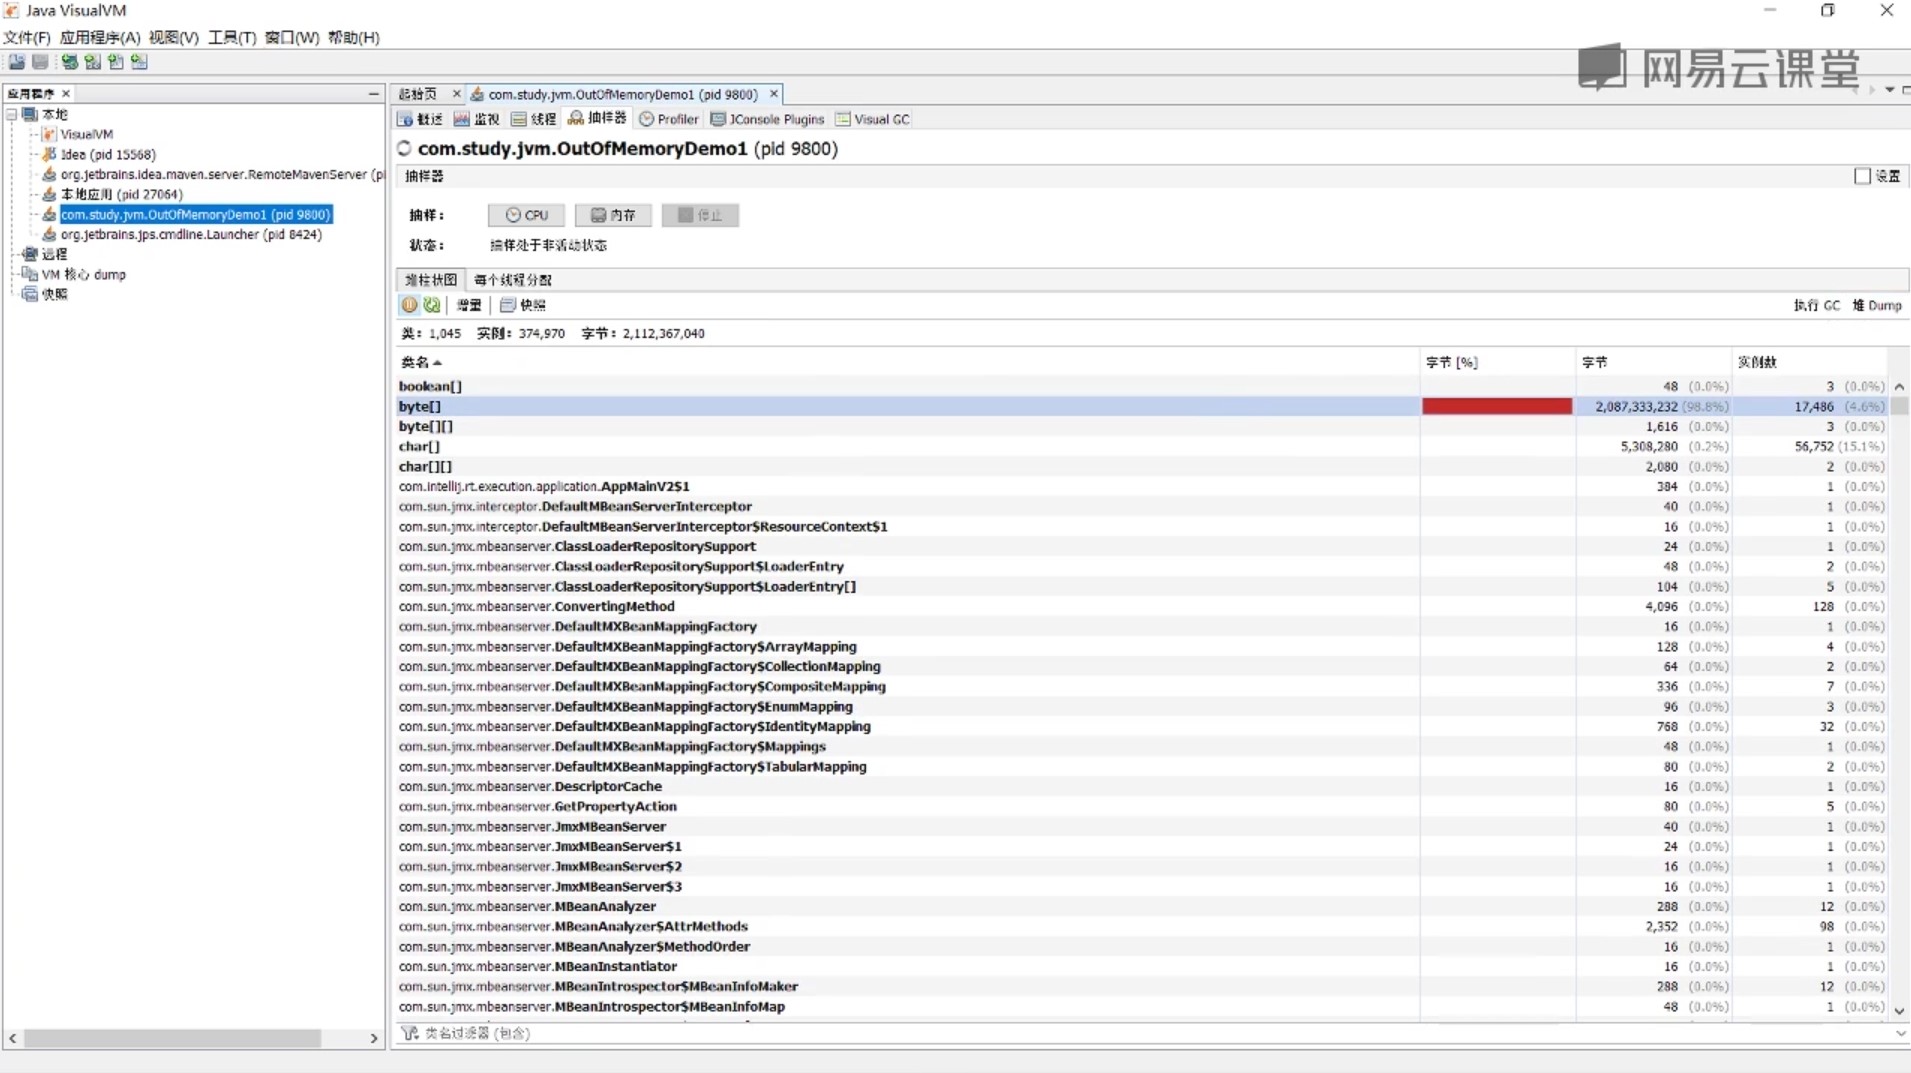 Java VisualVM
文件(F) 应用程序(A) 视图(V) 工具(T) 窗口(W) 帮助(H)
网易云课堂
应用程序
本地
VisualVM
Idea (pid 15568)
org.jetbrains.idea.maven.server.RemoteMavenServer (pi
本地应用 (pid 27064)
com.study.jvm.OutOfMemoryDemo1 (pid 9800)
org.jetbrains.jps.cmdline.Launcher (pid 8424)
远程
VM 核心 dump
快照
起始页 com.study.jvm.OutOfMemoryDemo1 (pid 9800)
概述 监视 线程 抽样器 Profiler JConsole Plugins Visual GC
com.study.jvm.OutOfMemoryDemo1 (pid 9800)
抽样器 设置
抽样: CPU 内存 停止
状态: 抽样处于非活动状态
堆柱状图 每个线程分配
增量 快照 执行 GC 堆 Dump
类: 1,045 实例: 374,970 字节: 2,112,367,040
类名 字节 [%] 字节 实例数
boolean[] 48 (0.0%) 3 (0.0%)
byte[] 2,087,333,232 (98.8%) 17,486 (4.6%)
byte[][] 1,616 (0.0%) 3 (0.0%)
char[] 5,308,280 (0.2%) 56,752 (15.1%)
char[][] 2,080 (0.0%) 2 (0.0%)
com.intellij.rt.execution.application.AppMainV2$1 384 (0.0%) 1 (0.0%)
com.sun.jmx.interceptor.DefaultMBeanServerInterceptor 40 (0.0%) 1 (0.0%)
com.sun.jmx.interceptor.DefaultMBeanServerInterceptor$ResourceContext$1 16 (0.0%) 1 (0.0%)
com.sun.jmx.mbeanserver.ClassLoaderRepositorySupport 24 (0.0%) 1 (0.0%)
com.sun.jmx.mbeanserver.ClassLoaderRepositorySupport$LoaderEntry 48 (0.0%) 2 (0.0%)
com.sun.jmx.mbeanserver.ClassLoaderRepositorySupport$LoaderEntry[] 104 (0.0%) 5 (0.0%)
com.sun.jmx.mbeanserver.ConvertingMethod 4,096 (0.0%) 128 (0.0%)
com.sun.jmx.mbeanserver.DefaultMXBeanMappingFactory 16 (0.0%) 1 (0.0%)
com.sun.jmx.mbeanserver.DefaultMXBeanMappingFactory$ArrayMapping 128 (0.0%) 4 (0.0%)
com.sun.jmx.mbeanserver.DefaultMXBeanMappingFactory$CollectionMapping 64 (0.0%) 2 (0.0%)
com.sun.jmx.mbeanserver.DefaultMXBeanMappingFactory$CompositeMapping 336 (0.0%) 7 (0.0%)
com.sun.jmx.mbeanserver.DefaultMXBeanMappingFactory$EnumMapping 96 (0.0%) 3 (0.0%)
com.sun.jmx.mbeanserver.DefaultMXBeanMappingFactory$IdentityMapping 768 (0.0%) 32 (0.0%)
com.sun.jmx.mbeanserver.DefaultMXBeanMappingFactory$Mappings 48 (0.0%) 1 (0.0%)
com.sun.jmx.mbeanserver.DefaultMXBeanMappingFactory$TabularMapping 80 (0.0%) 2 (0.0%)
com.sun.jmx.mbeanserver.DescriptorCache 16 (0.0%) 1 (0.0%)
com.sun.jmx.mbeanserver.GetPropertyAction 80 (0.0%) 5 (0.0%)
com.sun.jmx.mbeanserver.JmxMBeanServer 40 (0.0%) 1 (0.0%)
com.sun.jmx.mbeanserver.JmxMBeanServer$1 24 (0.0%) 1 (0.0%)
com.sun.jmx.mbeanserver.JmxMBeanServer$2 16 (0.0%) 1 (0.0%)
com.sun.jmx.mbeanserver.JmxMBeanServer$3 16 (0.0%) 1 (0.0%)
com.sun.jmx.mbeanserver.MBeanAnalyzer 288 (0.0%) 12 (0.0%)
com.sun.jmx.mbeanserver.MBeanAnalyzer$AttrMethods 2,352 (0.0%) 98 (0.0%)
com.sun.jmx.mbeanserver.MBeanAnalyzer$MethodOrder 16 (0.0%) 1 (0.0%)
com.sun.jmx.mbeanserver.MBeanInstantiator 16 (0.0%) 1 (0.0%)
com.sun.jmx.mbeanserver.MBeanIntrospector$MBeanInfoMaker 288 (0.0%) 12 (0.0%)
com.sun.jmx.mbeanserver.MBeanIntrospector$MBeanInfoMap 48 (0.0%) 1 (0.0%)
类名过滤器 (包含)